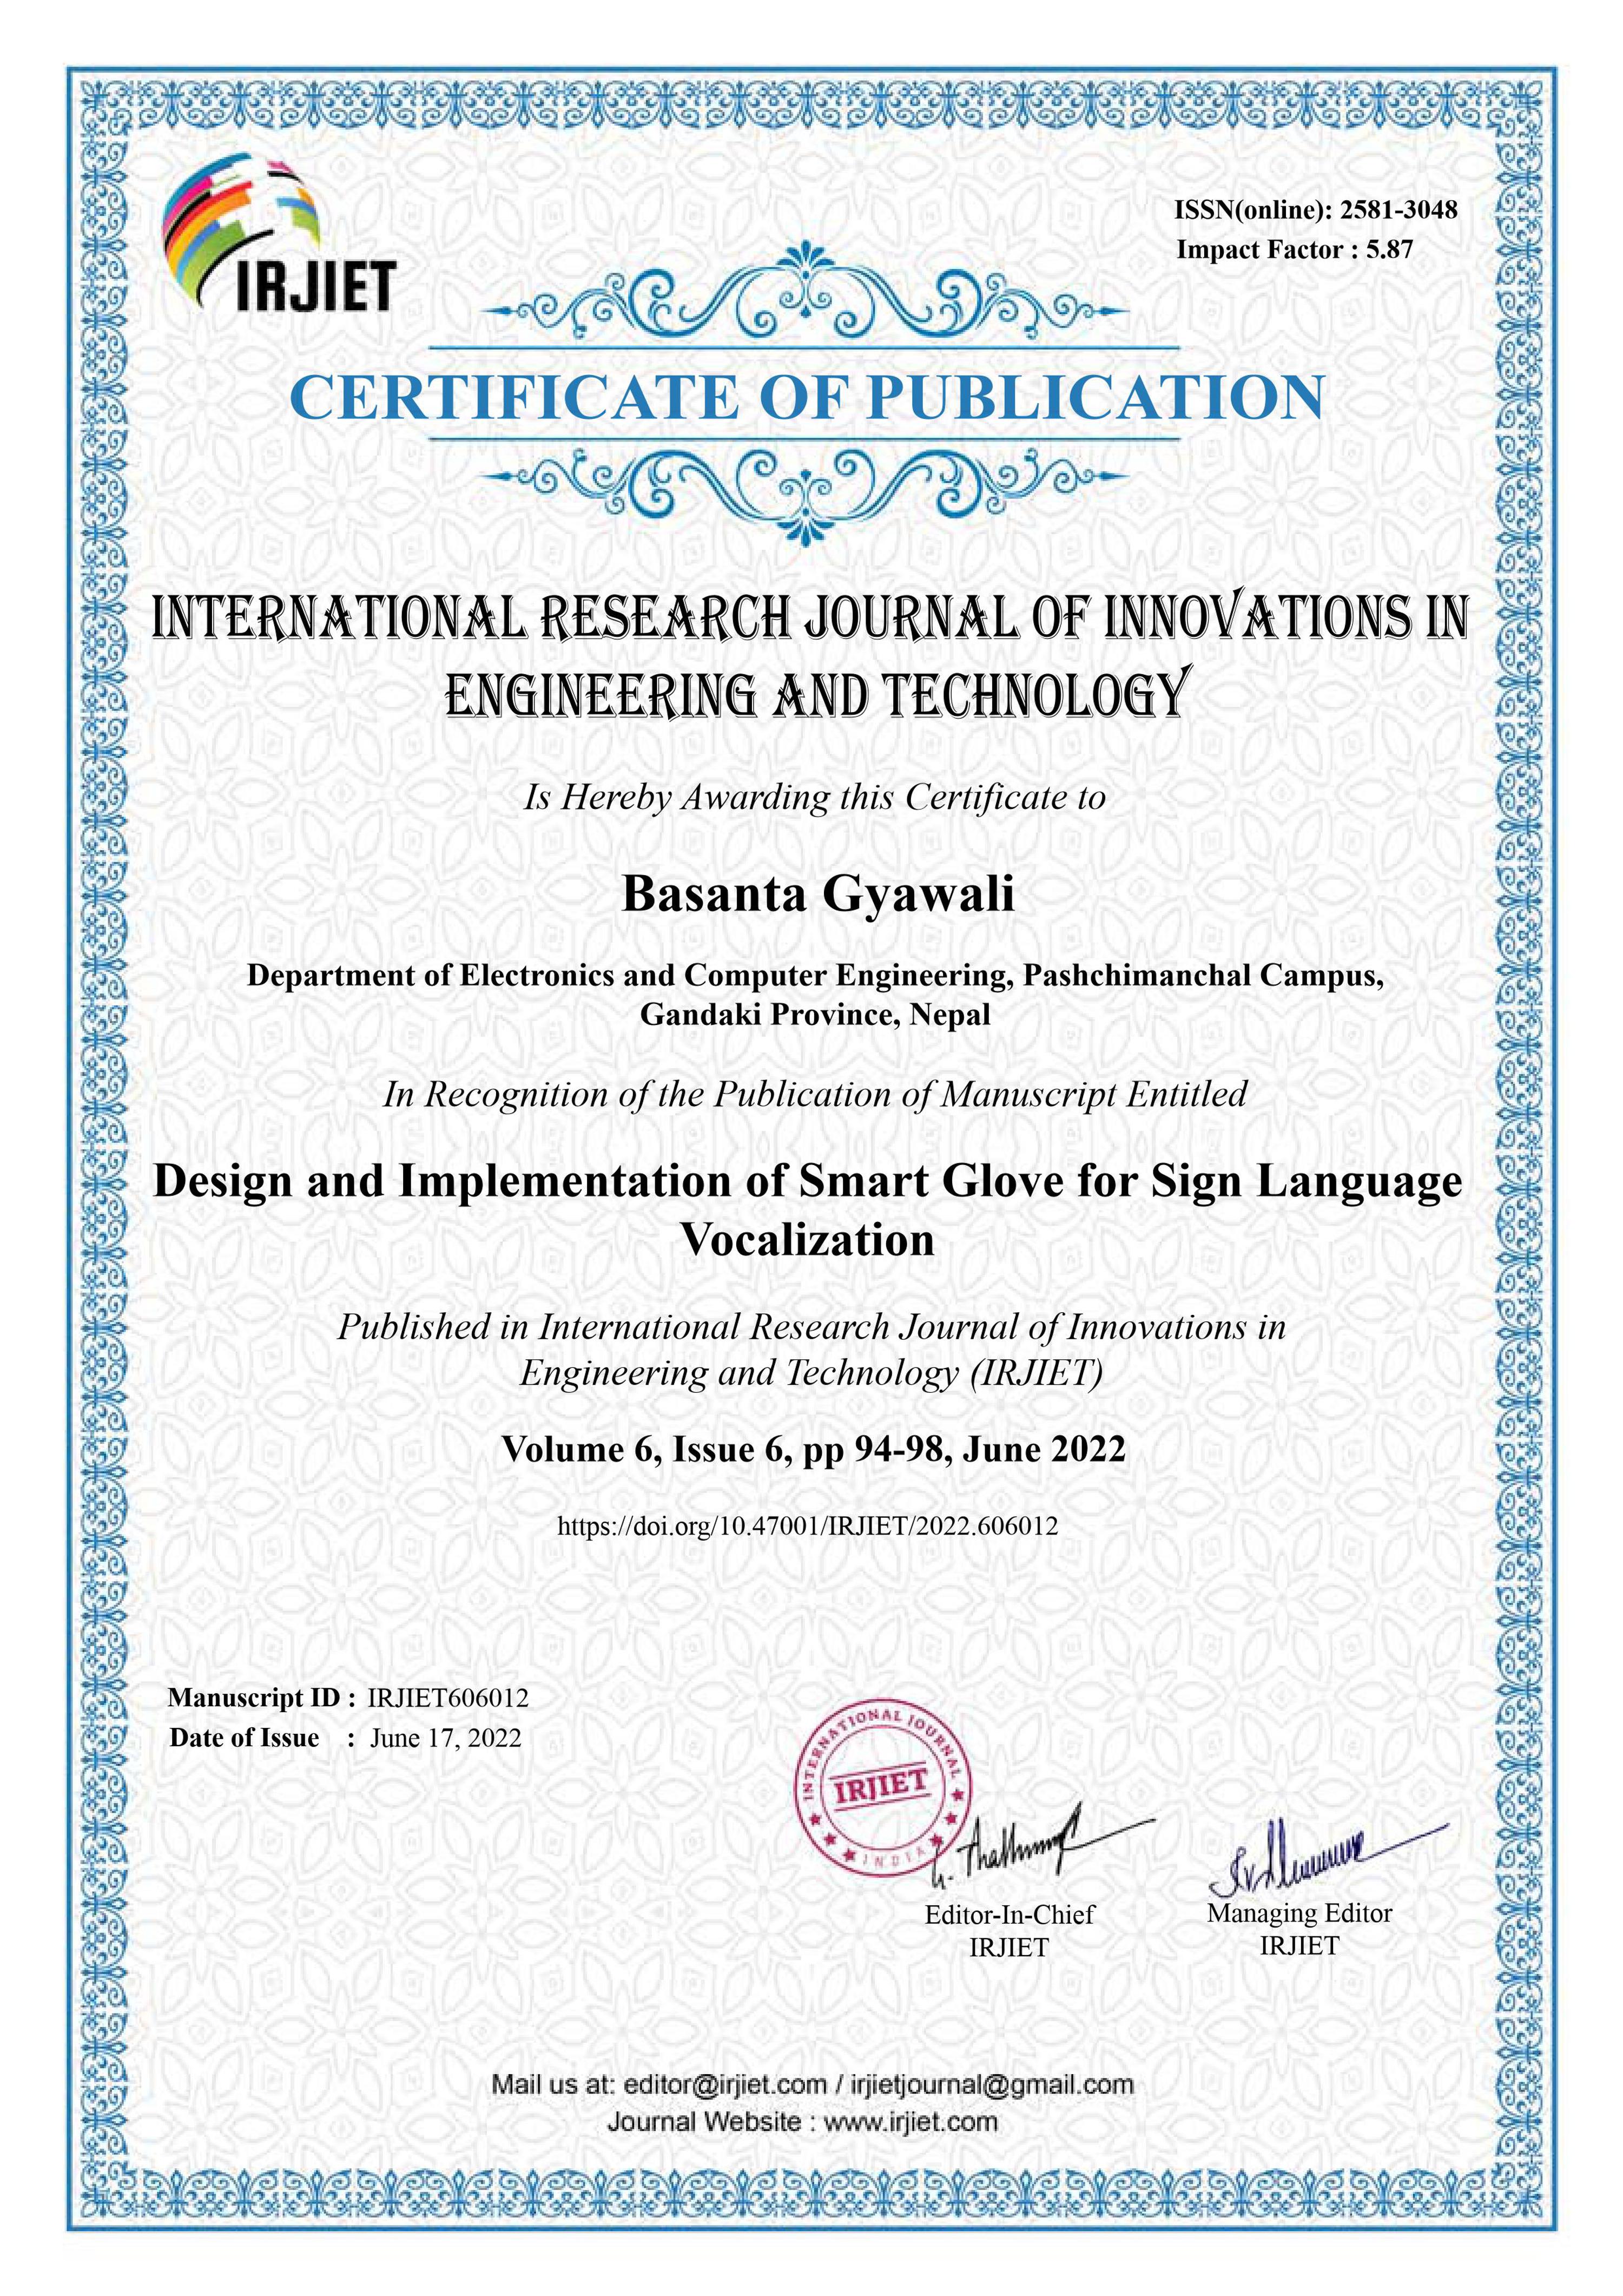 IRJIET
ISSN(online): 2581-3048
Impact Factor : 5.87
CERTIFICATE OF PUBLICATION
INTERNATIONAL RESEARCH JOURNAL OF INNOVATIONS IN
ENGINEERING AND TECHNOLOGY
Is Hereby Awarding this Certificate to
Basanta Gyawali
Department of Electronics and Computer Engineering, Pashchimanchal Campus,
Gandaki Province, Nepal
In Recognition of the Publication of Manuscript Entitled
Design and Implementation of Smart Glove for Sign Language
Vocalization
Published in International Research Journal of Innovations in
Engineering and Technology (IRJIET)
Volume 6, Issue 6, pp 94-98, June 2022
https://doi.org/10.47001/IRJIET/2022.606012
Manuscript ID : IRJIET606012
Date of Issue : June 17, 2022
INTERNATIONAL JOURNAL
IRJIET
INDIA
Editor-In-Chief
IRJIET
Managing Editor
IRJIET
Mail us at: editor@irjiet.com / irjietjournal@gmail.com
Journal Website : www.irjiet.com